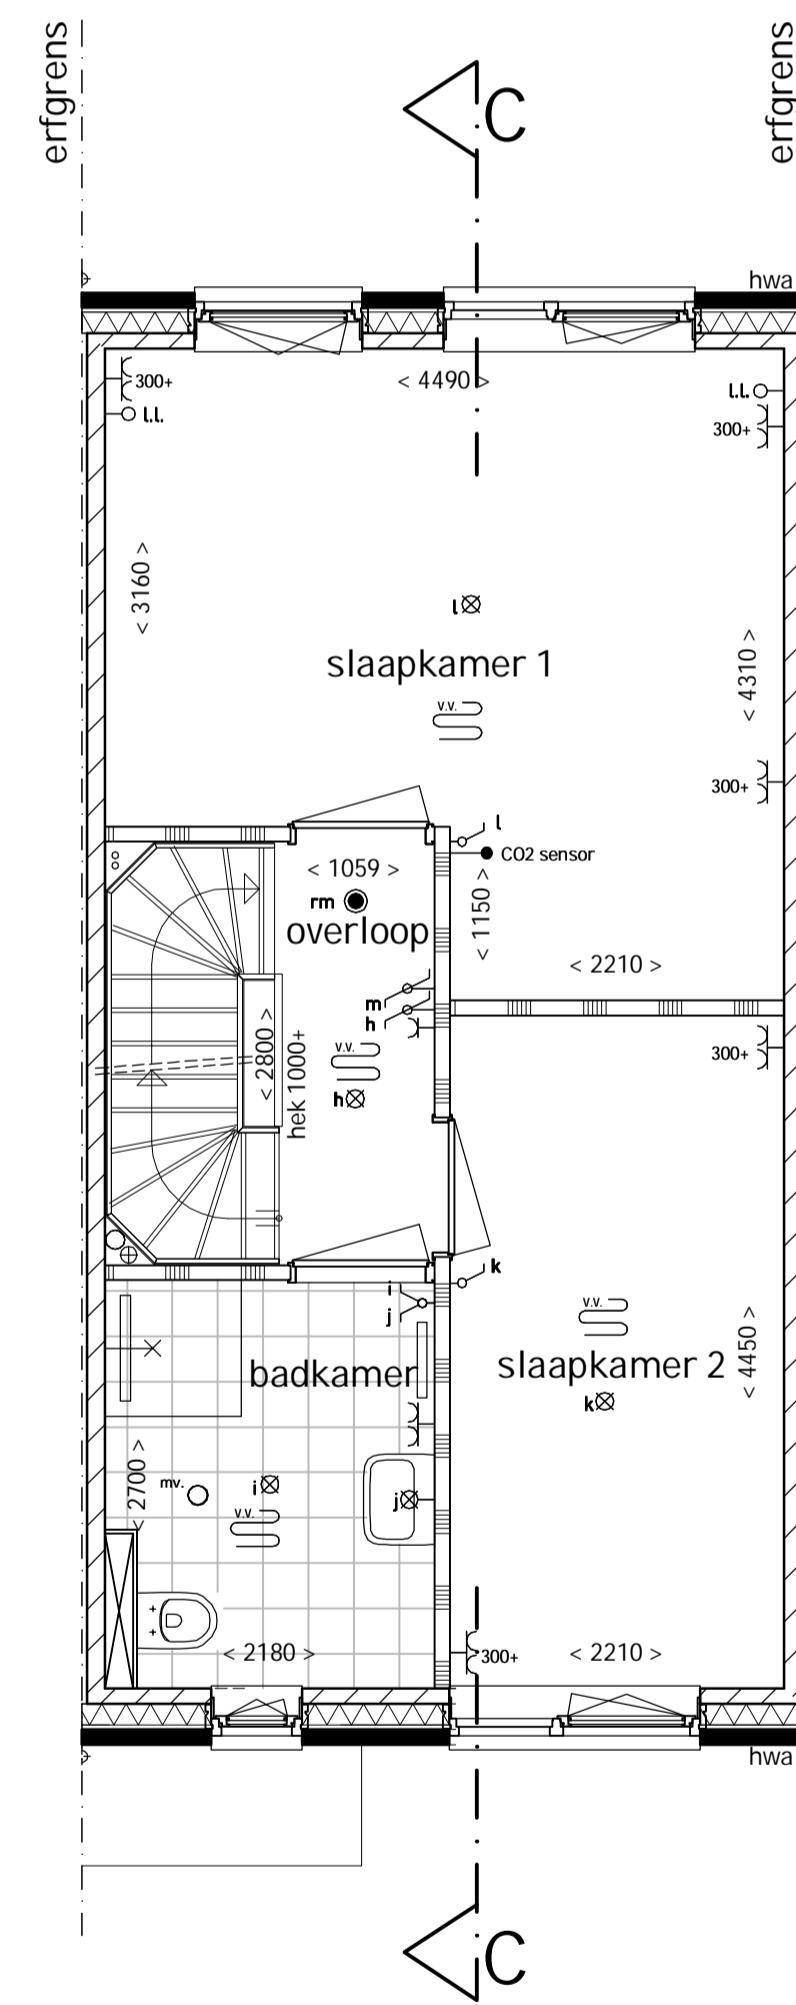 erfgrens
erfgrens
C
hwa
300+
< 4490 >
l.l.
l.l.
300+
< 3160 >
l
slaapkamer 1
< 4310 >
v.v.
300+
l
CO2 sensor
< 1059 >
rm
overloop
< 1150 >
< 2210 >
m
h
< 2800 >
hek 1000+
v.v.
300+
h
k
i
j
v.v.
badkamer
slaapkamer 2
< 4450 >
k
< 2700 >
mv.
i
j
v.v.
< 2180 >
300+
< 2210 >
hwa
C